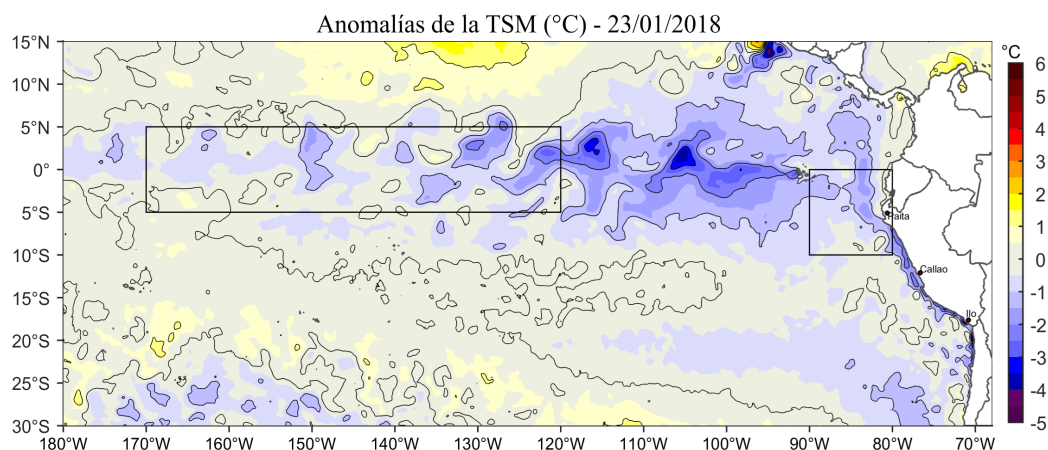 Anomalías de la TSM (°C) - 23/01/2018
°C
15°N
10°N
5°N
0°
5°S
10°S
15°S
20°S
25°S
30°S
180°W
170°W
160°W
150°W
140°W
130°W
120°W
110°W
100°W
90°W
80°W
70°W
Paita
Callao
Ilo
6
5
4
3
2
1
0
-1
-2
-3
-4
-5